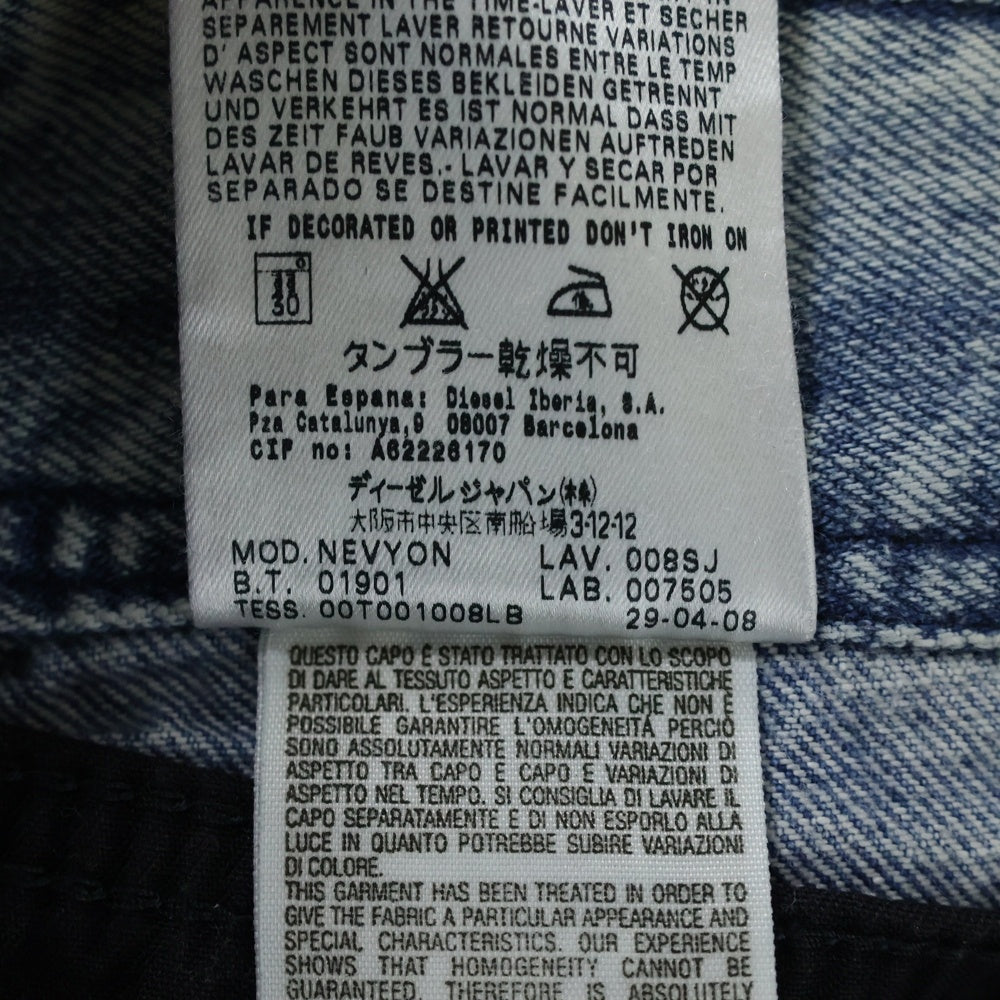 APPARENCE IN THE TIME-LAVER ET SECHER
SEPAREMENT LAVER RETOURNE VARIATIONS
D' ASPECT SONT NORMALES ENTRE LE TEMP
WASCHEN DIESES BEKLEIDEN GETRENNT
UND VERKEHRT ES IST NORMAL DASS MIT
DES ZEIT FAUB VARIAZIONEN AUFTREDEN
LAVAR DE REVES.- LAVAR Y SECAR POR
SEPARADO SE DESTINE FACILMENTE.
IF DECORATED OR PRINTED DON'T IRON ON
30
タンブラー乾燥不可
Para Espana: Diesel Iberia, S.A.
Pza Catalunya,9 08007 Barcelona
CIF no: A62226170
ディーゼルジャパン(株)
大阪市中央区南船場3-12-12
MOD. NEVYON LAV. 008SJ
B.T. 01901 LAB. 007505
TESS. 00T001008LB 29-04-08
QUESTO CAPO È STATO TRATTATO CON LO SCOPO
DI DARE AL TESSUTO ASPETTO E CARATTERISTICHE
PARTICOLARI. L'ESPERIENZA INDICA CHE NON È
POSSIBILE GARANTIRE L'OMOGENEITÀ PERCIÒ
SONO ASSOLUTAMENTE NORMALI VARIAZIONI DI
ASPETTO TRA CAPO E CAPO E VARIAZIONI DI
ASPETTO NEL TEMPO. SI CONSIGLIA DI LAVARE IL
CAPO SEPARATAMENTE E DI NON ESPORLO ALLA
LUCE IN QUANTO POTREBBE SUBIRE VARIAZIONI
DI COLORE.
THIS GARMENT HAS BEEN TREATED IN ORDER TO
GIVE THE FABRIC A PARTICULAR APPEARANCE AND
SPECIAL CHARACTERISTICS. OUR EXPERIENCE
SHOWS THAT HOMOGENEITY CANNOT BE
GUARANTEED. THEREFORE IS ABSOLUTELY